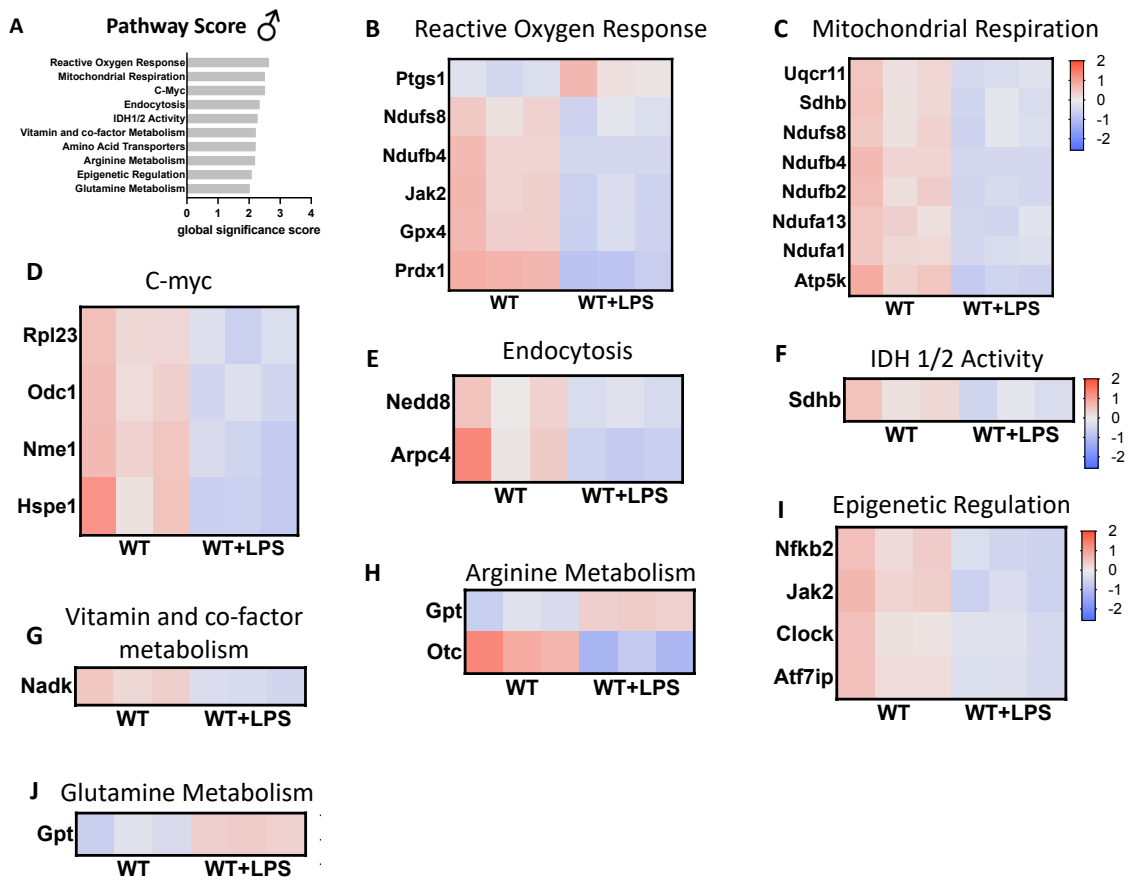 A
Pathway Score ♂
Reactive Oxygen Response
Mitochondrial Respiration
C-Myc
Endocytosis
IDH1/2 Activity
Vitamin and co-factor Metabolism
Amino Acid Transporters
Arginine Metabolism
Epigenetic Regulation
Glutamine Metabolism
0 1 2 3 4
global significance score
B
Reactive Oxygen Response
Ptgs1
Ndufs8
Ndufb4
Jak2
Gpx4
Prdx1
WT WT+LPS
C
Mitochondrial Respiration
Uqcr11
Sdhb
Ndufs8
Ndufb4
Ndufb2
Ndufa13
Ndufa1
Atp5k
WT WT+LPS
2
1
0
-1
-2
D
C-myc
Rpl23
Odc1
Nme1
Hspe1
WT WT+LPS
E
Endocytosis
Nedd8
Arpc4
WT WT+LPS
F
IDH 1/2 Activity
Sdhb
WT WT+LPS
2
1
0
-1
-2
G
Vitamin and co-factor
metabolism
Nadk
WT WT+LPS
H
Arginine Metabolism
Gpt
Otc
WT WT+LPS
I
Epigenetic Regulation
Nfkb2
Jak2
Clock
Atf7ip
WT WT+LPS
2
1
0
-1
-2
J
Glutamine Metabolism
Gpt
WT WT+LPS